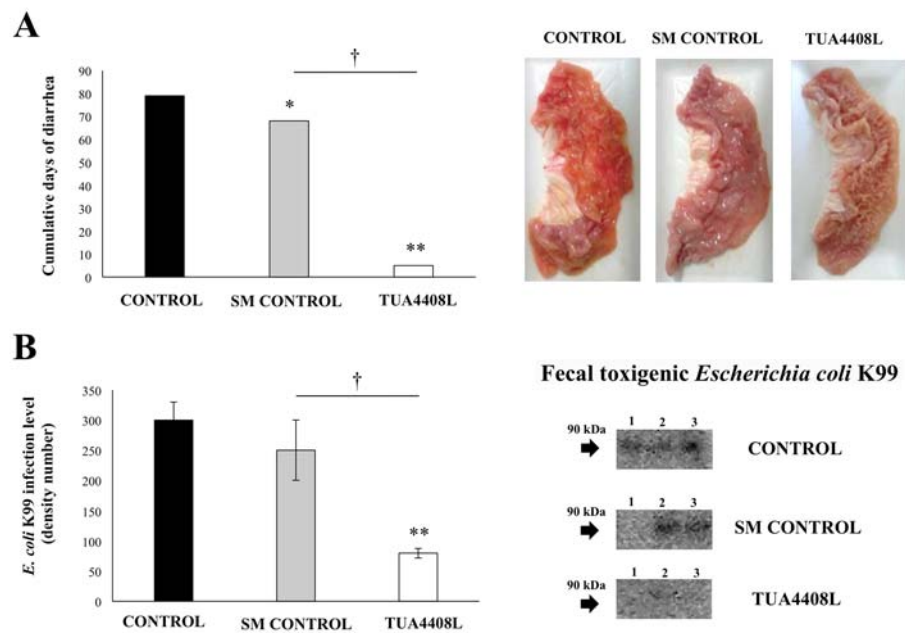 A
CONTROL SM CONTROL TUA4408L
†
Cumulative days of diarrhea
90
80
70
60
50
40
30
20
10
0
*
**
CONTROL SM CONTROL TUA4408L
B
†
E. coli K99 infection level
(density number)
350
300
250
200
150
100
50
0
**
CONTROL SM CONTROL TUA4408L
Fecal toxigenic Escherichia coli K99
90 kDa 1 2 3
CONTROL
90 kDa 1 2 3
SM CONTROL
90 kDa 1 2 3
TUA4408L